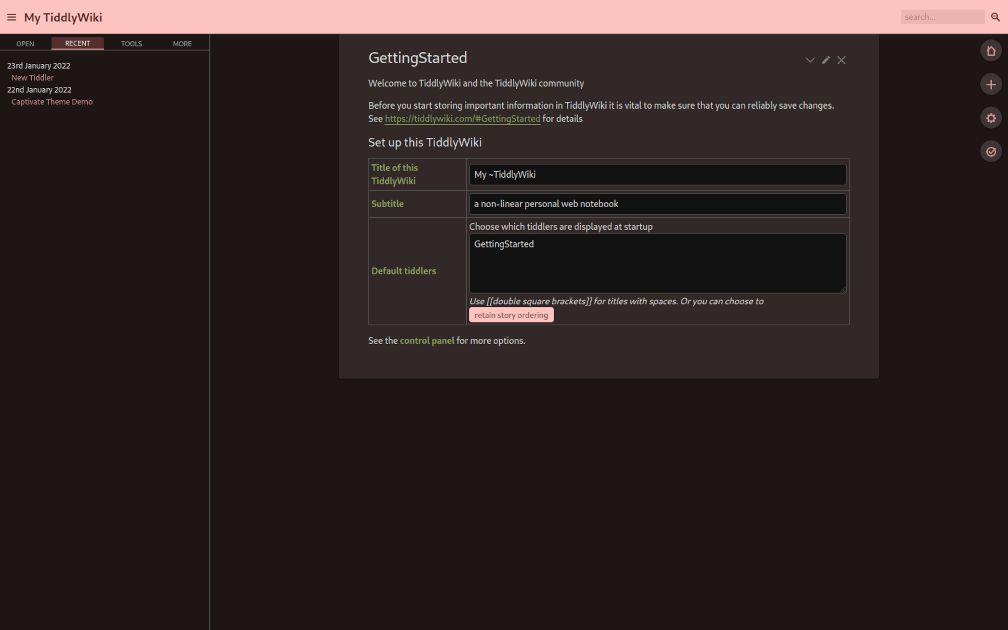 My TiddlyWiki
search...
OPEN
RECENT
TOOLS
MORE
23rd January 2022
New Tiddler
22nd January 2022
Captivate Theme Demo
GettingStarted
Welcome to TiddlyWiki and the TiddlyWiki community
Before you start storing important information in TiddlyWiki it is vital to make sure that you can reliably save changes.
See https://tiddlywiki.com/#GettingStarted for details
Set up this TiddlyWiki
Title of this
TiddlyWiki
My ~TiddlyWiki
Subtitle
a non-linear personal web notebook
Default tiddlers
Choose which tiddlers are displayed at startup
GettingStarted
Use [[double square brackets]] for titles with spaces. Or you can choose to
retain story ordering
See the control panel for more options.